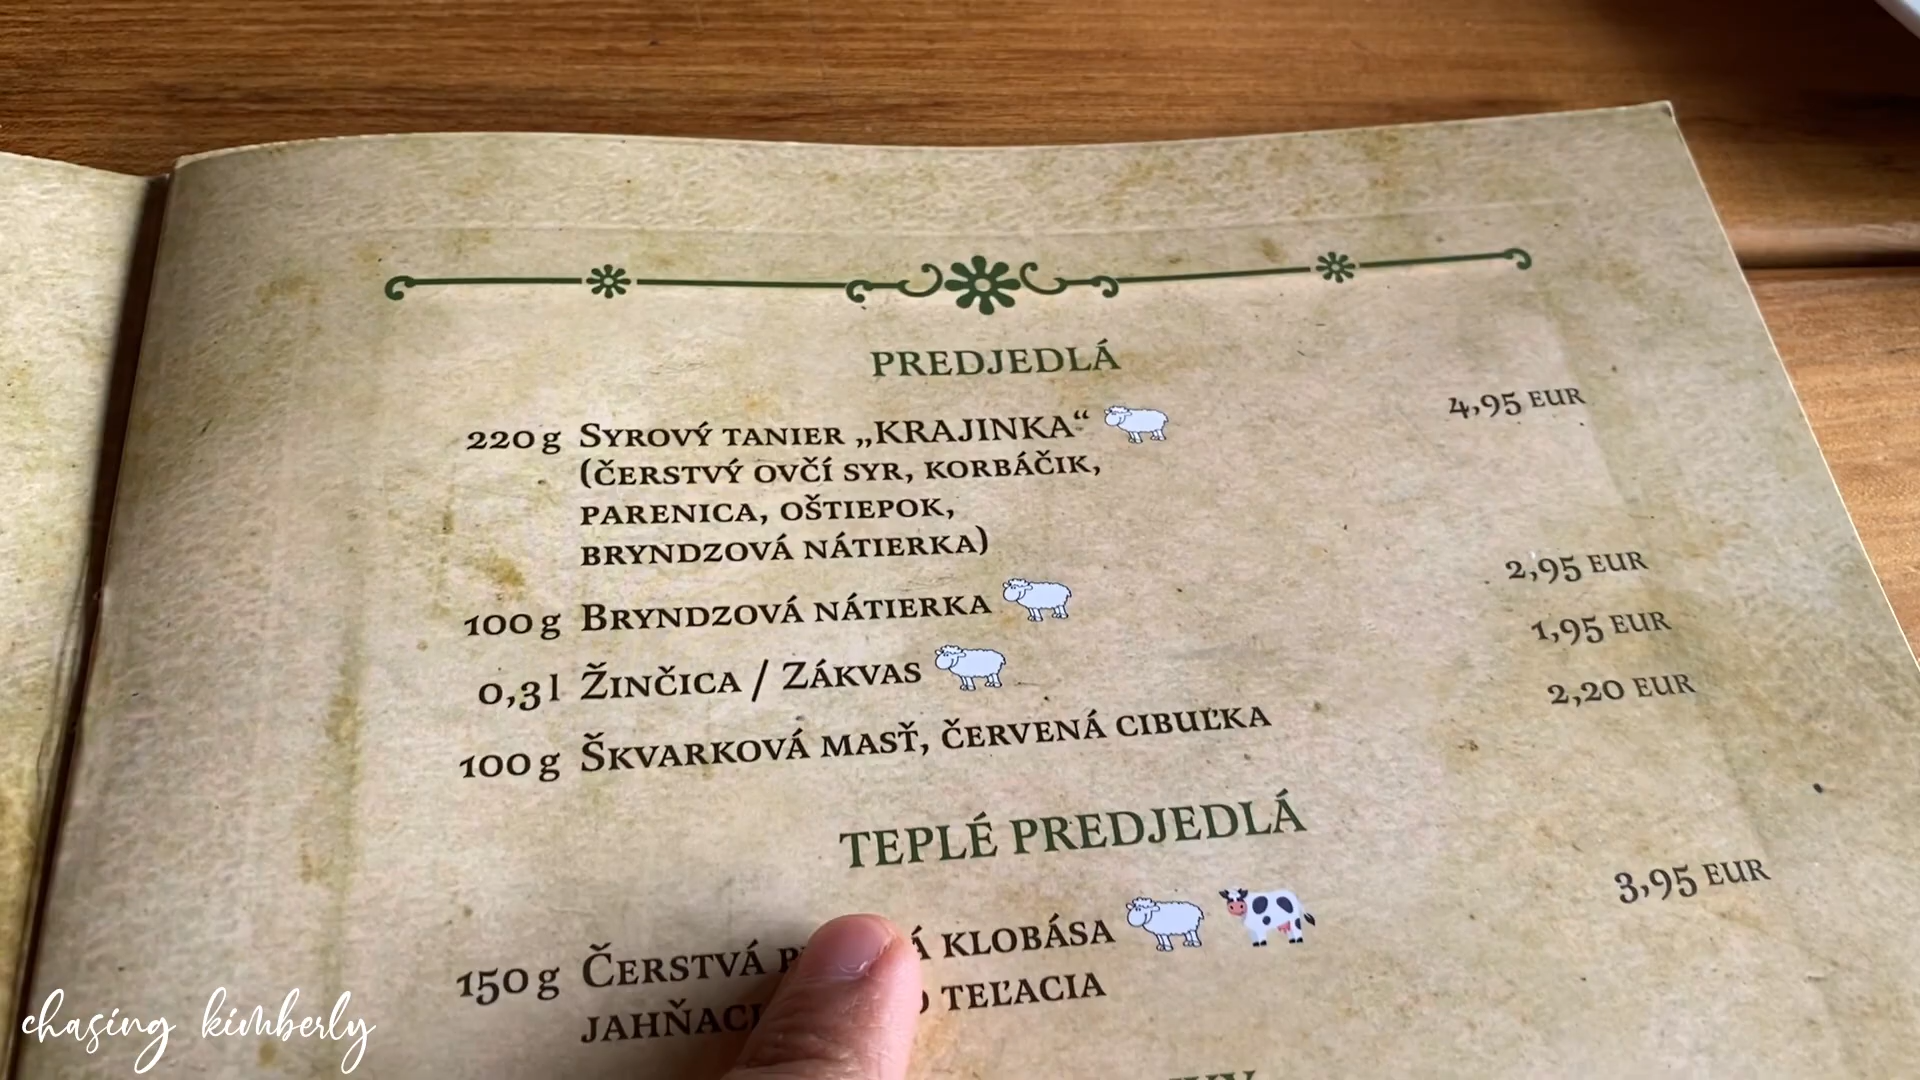 PREDJEDLÁ
220 g SYROVÝ TANIER „KRAJINKA“ 4,95 EUR
(ČERSTVÝ OVČÍ SYR, KORBÁČIK,
PARENICA, OŠTIEPOK,
BRYNDZOVÁ NÁTIERKA)
100 g BRYNDZOVÁ NÁTIERKA 2,95 EUR
0,3 l ŽINČICA / ZÁKVAS 1,95 EUR
100 g ŠKVARKOVÁ MASŤ, ČERVENÁ CIBUĽKA 2,20 EUR
TEPLÉ PREDJEDLÁ
150 g ČERSTVÁ KLOBÁSA 3,95 EUR
TEĽACIA
chasing kimberly